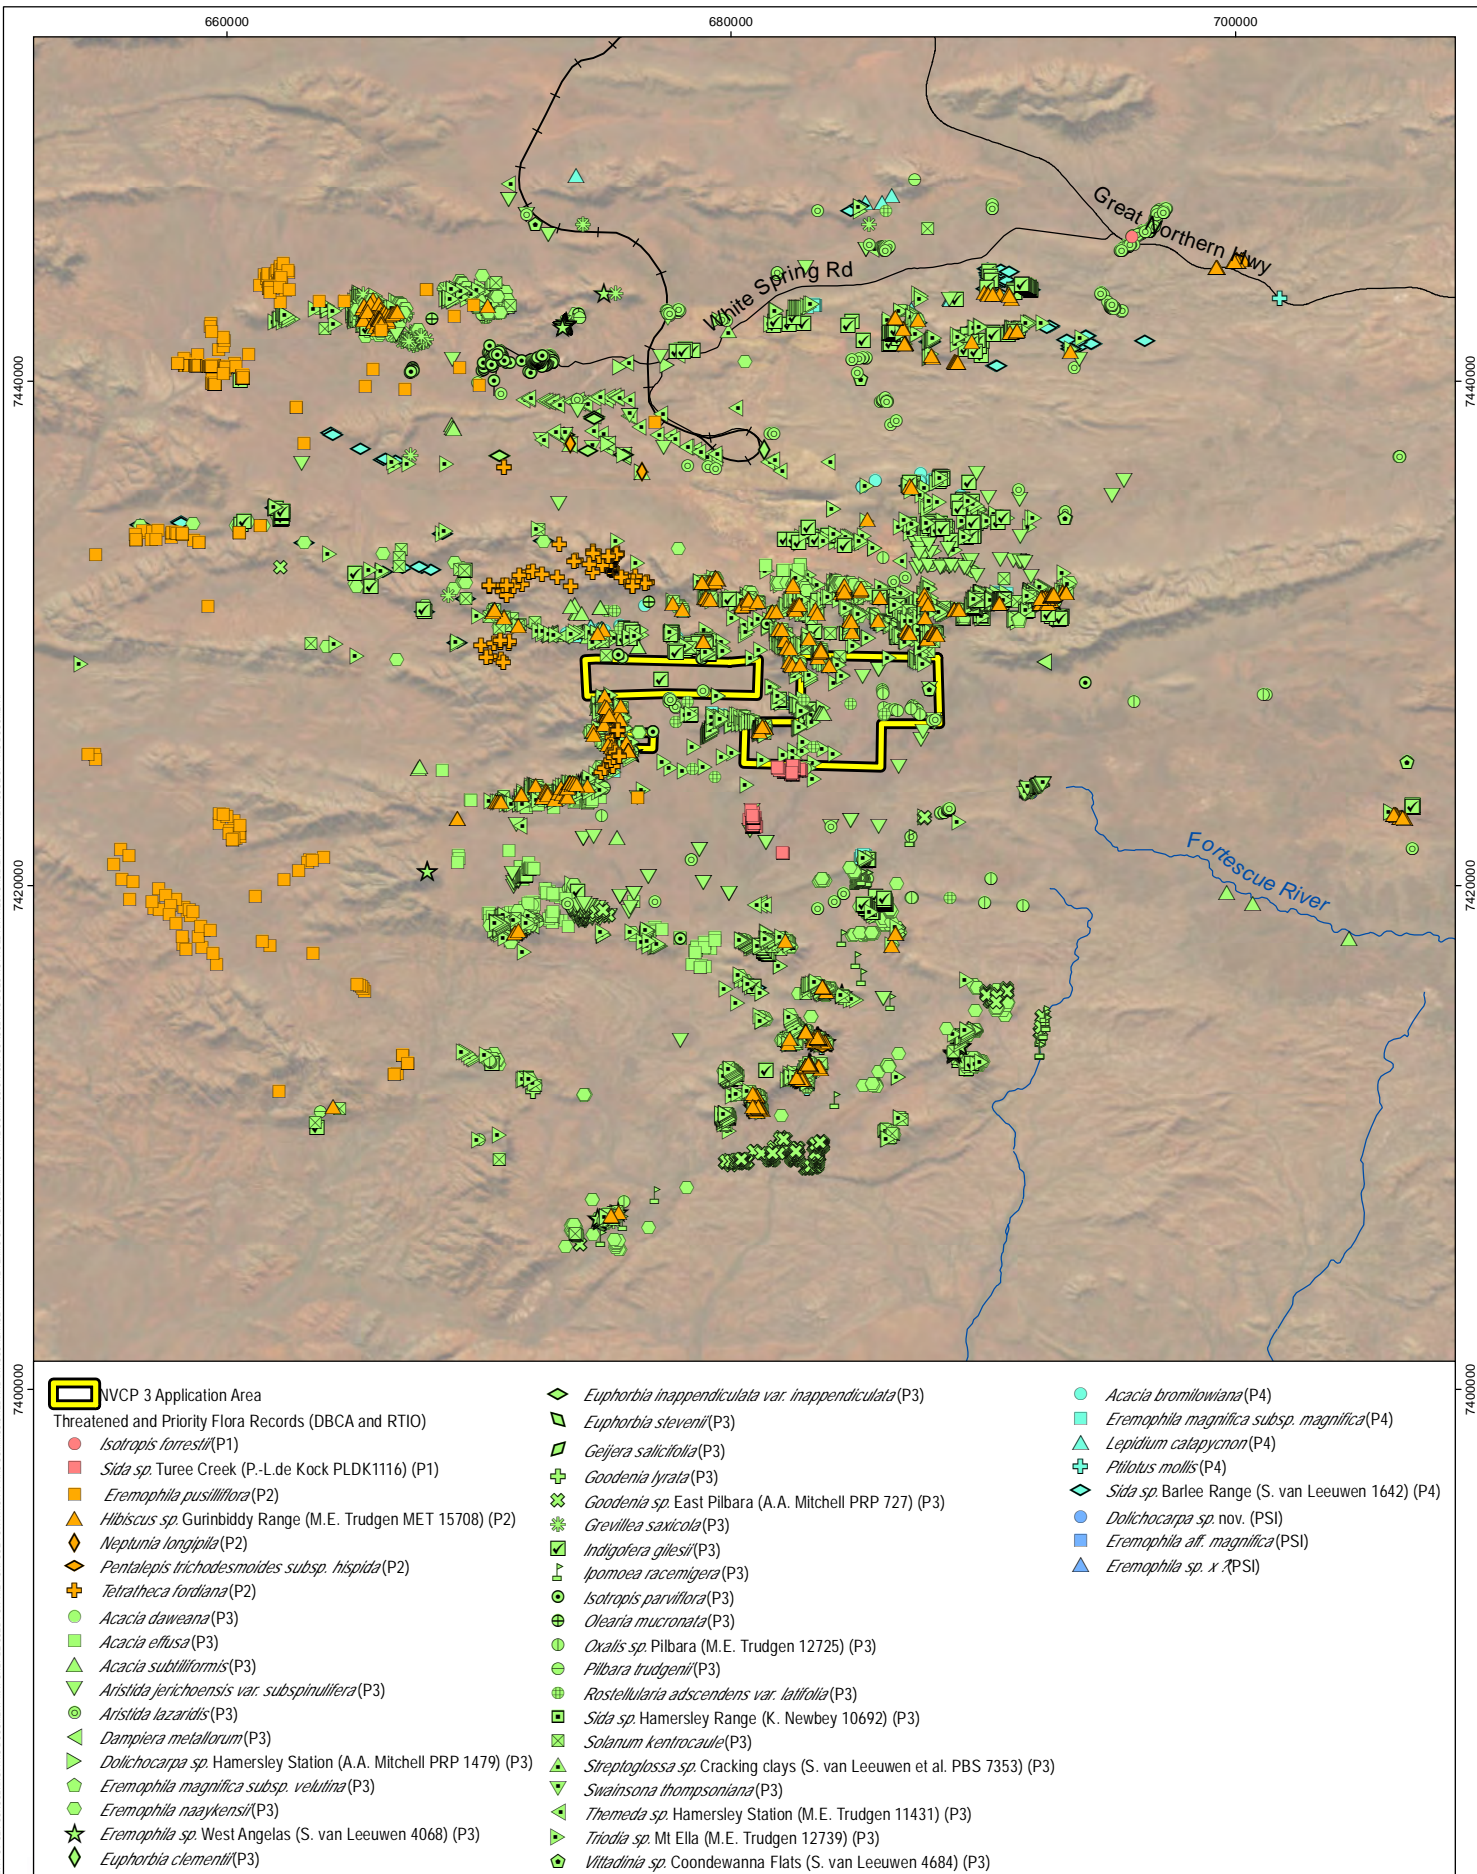 660000
680000
700000
Great Northern Hwy
White Spring Rd
7440000
7440000
Fortescue River
7420000
7420000
7400000
7400000
NVCP 3 Application Area
Threatened and Priority Flora Records (DBCA and RTIO)
Isotropis forrestii (P1)
Sida sp. Turee Creek (P.-L.de Kock PLDK1116) (P1)
Eremophila pusilliflora (P2)
Hibiscus sp. Gurinbiddy Range (M.E. Trudgen MET 15708) (P2)
Neptunia longipila (P2)
Pentalepis trichodesmoides subsp. hispida (P2)
Tetratheca fordiana (P2)
Acacia daweana (P3)
Acacia effusa (P3)
Acacia subtiliformis (P3)
Aristida jerichoensis var. subspinulifera (P3)
Aristida lazaridis (P3)
Dampiera metallorum (P3)
Dolichocarpa sp. Hamersley Station (A.A. Mitchell PRP 1479) (P3)
Eremophila magnifica subsp. velutina (P3)
Eremophila naaykensii (P3)
Eremophila sp. West Angelas (S. van Leeuwen 4068) (P3)
Euphorbia clementii (P3)
Euphorbia inappendiculata var. inappendiculata (P3)
Euphorbia stevenii (P3)
Geijera salicifolia (P3)
Goodenia lyrata (P3)
Goodenia sp. East Pilbara (A.A. Mitchell PRP 727) (P3)
Grevillea saxicola (P3)
Indigofera gilesii (P3)
Ipomoea racemigera (P3)
Isotropis parviflora (P3)
Olearia mucronata (P3)
Oxalis sp. Pilbara (M.E. Trudgen 12725) (P3)
Pilbara trudgenii (P3)
Rostellularia adscendens var. latifolia (P3)
Sida sp. Hamersley Range (K. Newbey 10692) (P3)
Solanum kentrocaule (P3)
Streptoglossa sp. Cracking clays (S. van Leeuwen et al. PBS 7353) (P3)
Swainsona thompsoniana (P3)
Themeda sp. Hamersley Station (M.E. Trudgen 11431) (P3)
Triodia sp. Mt Ella (M.E. Trudgen 12739) (P3)
Vittadinia sp. Coondewanna Flats (S. van Leeuwen 4684) (P3)
Acacia bromilowiana (P4)
Eremophila magnifica subsp. magnifica (P4)
Lepidium catapycnon (P4)
Ptilotus mollis (P4)
Sida sp. Barlee Range (S. van Leeuwen 1642) (P4)
Dolichocarpa sp. nov. (PSI)
Eremophila aff. magnifica (PSI)
Eremophila sp. x ? (PSI)